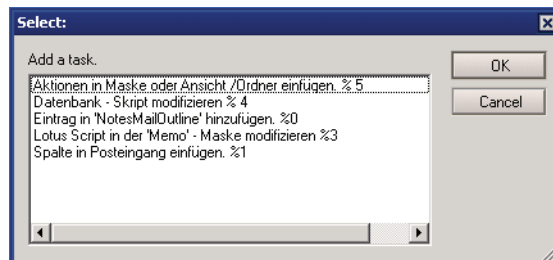 Select:
Add a task.
OK
Aktionen in Maske oder Ansicht /Ordner einfügen. % 5
Cancel
Datenbank - Skript modifizieren % 4
Eintrag in 'NotesMailOutline' hinzufügen. %0
Lotus Script in der 'Memo' - Maske modifizieren %3
Spalte in Posteingang einfügen. %1